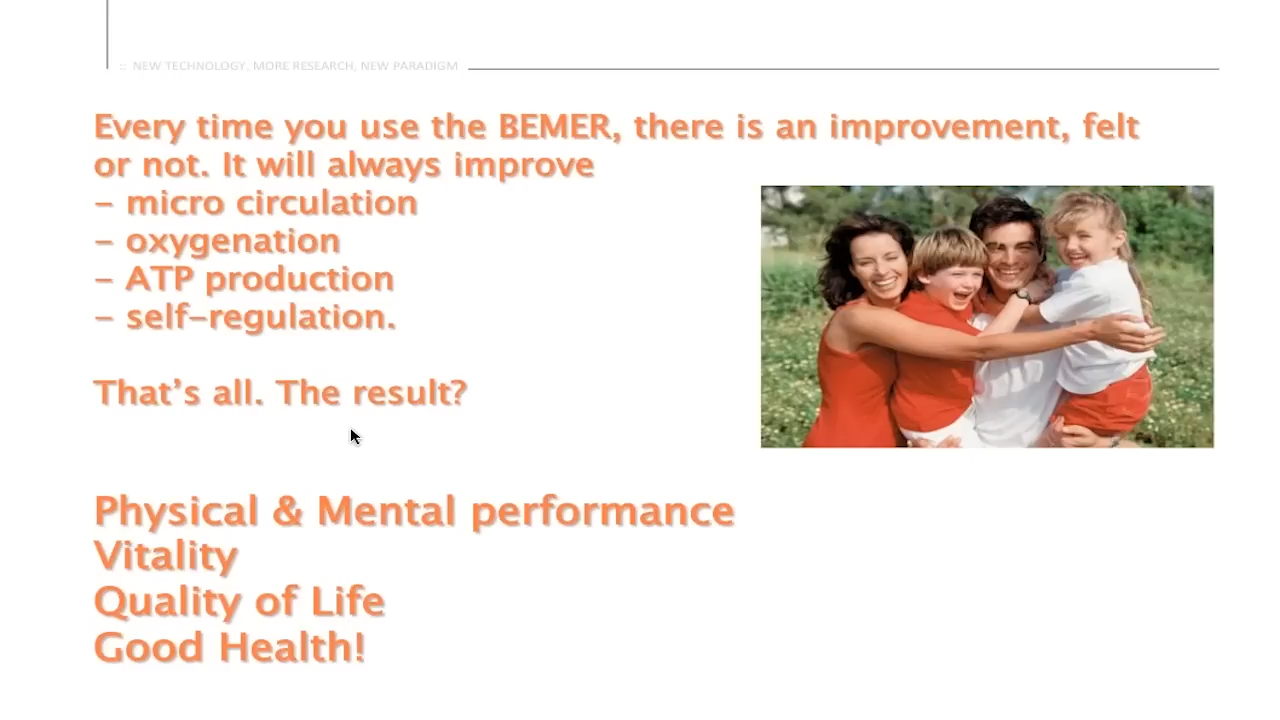 :: NEW TECHNOLOGY, MORE RESEARCH, NEW PARADIGM
Every time you use the BEMER, there is an improvement, felt
or not. It will always improve
- micro circulation
- oxygenation
- ATP production
- self-regulation.
That's all. The result?
Physical & Mental performance
Vitality
Quality of Life
Good Health!